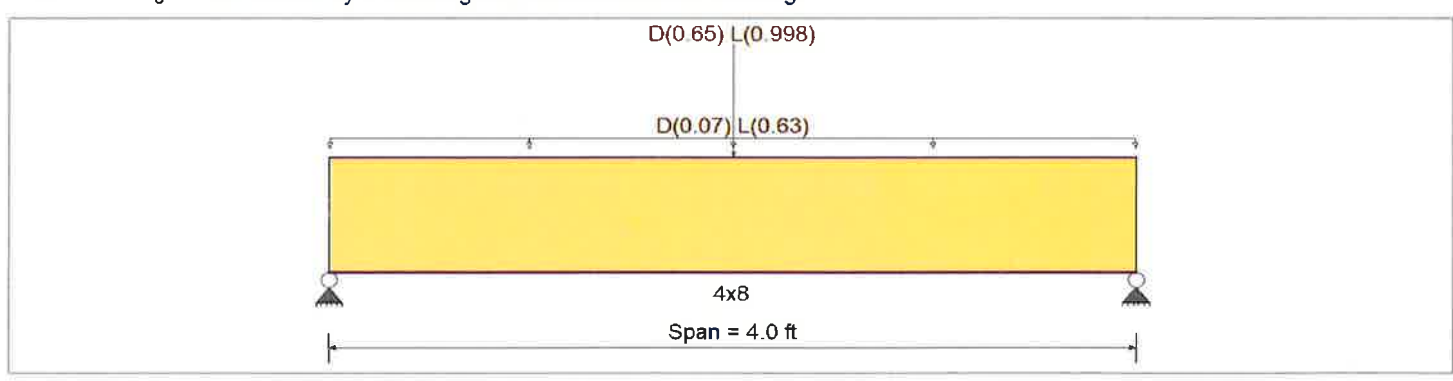 D(0.65) L(0.998)
D(0.07) L(0.63)
4x8
Span = 4.0 ft